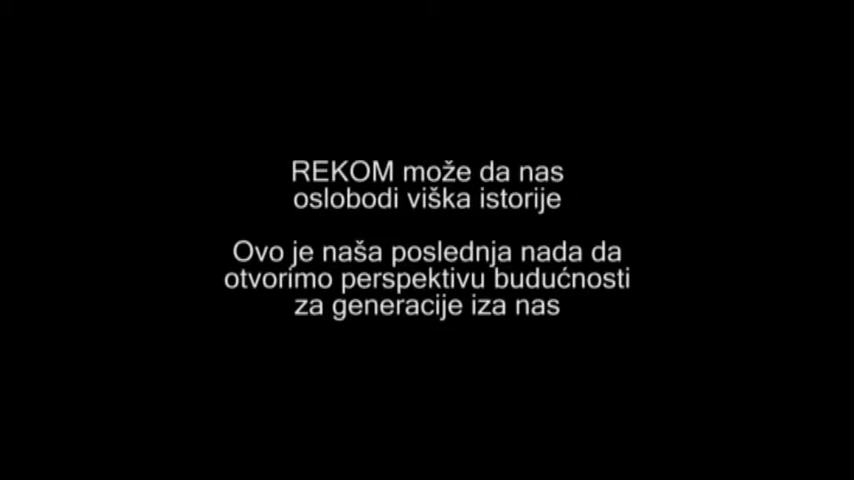 REKOM može da nas
oslobodi viška istorije
Ovo je naša poslednja nada da
otvorimo perspektivu budućnosti
za generacije iza nas